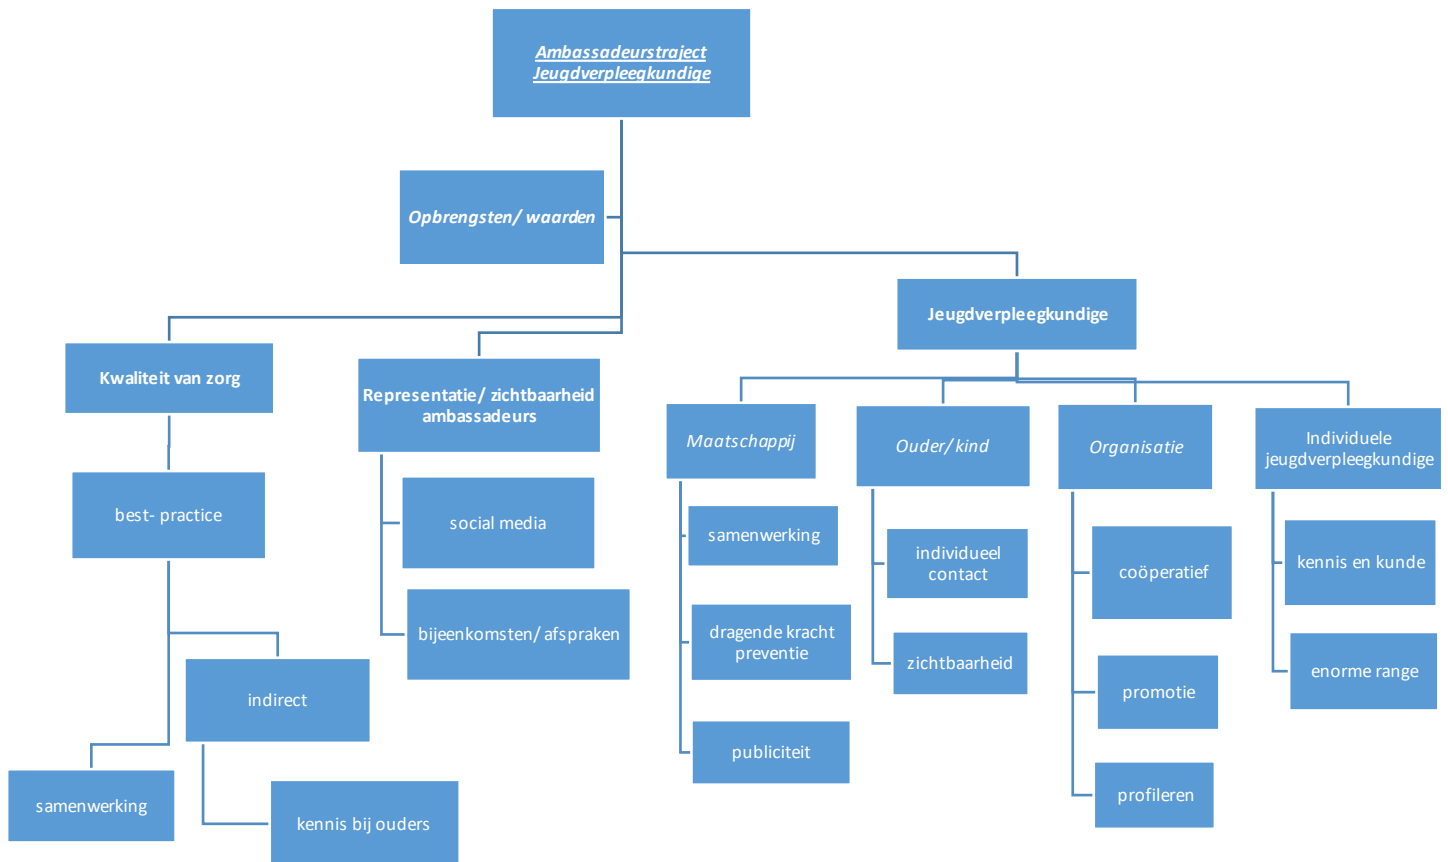 Ambassadeurstraject
Jeugdverpleegkundige
Opbrengsten/ waarden
Jeugdverpleegkundige
Kwaliteit van zorg
Representatie/ zichtbaarheid
ambassadeurs
Maatschappij
Ouder/ kind
Organisatie
Individuele
jeugdverpleegkundige
best- practice
social media
bijeenkomsten/ afspraken
indirect
samenwerking
kennis bij ouders
samenwerking
dragende kracht
preventie
publiciteit
individueel
contact
zichtbaarheid
coöperatief
promotie
profileren
kennis en kunde
enorme range